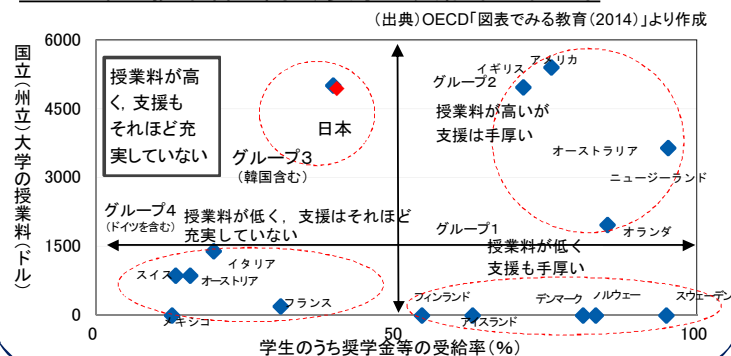 (出典)OECD「図表でみる教育(2014)」より作成
国立(州立)大学の授業料(ドル)
6000
4500
3000
1500
0
授業料が高
く，支援も
それほど充
実していない
日本
グループ3
(韓国含む)
グループ2
イギリス
アメリカ
授業料が高いが
支援は手厚い
オーストラリア
ニュージーランド
オランダ
グループ4
(ドイツを含む)
授業料が低く，支援はそれほど
充実していない
イタリア
スイス
オーストリア
フランス
メキシコ
グループ1
授業料が低く
支援も手厚い
フィンランド
アイスランド
デンマーク
ノルウェー
スウェーデン
0
50
100
学生のうち奨学金等の受給率(%)